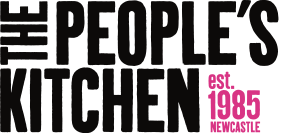 THE PEOPLE'S
KITCHEN
est.
1985
NEWCASTLE